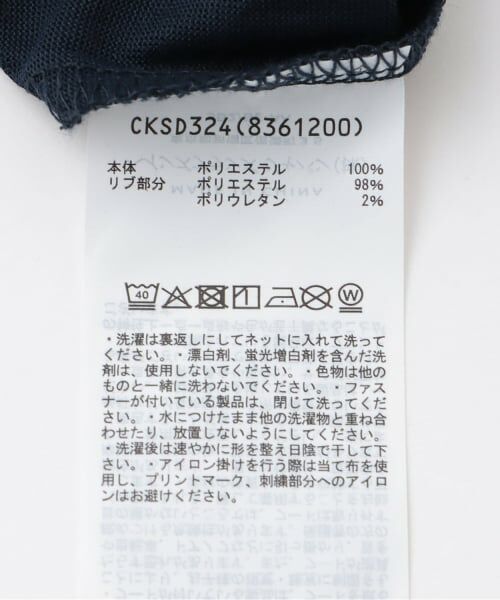 CKSD324(8361200)
本体 ポリエステル 100%
リブ部分 ポリエステル 98%
ポリウレタン 2%
40
W
・洗濯は裏返しにしてネットに入れて洗って
ください。・漂白剤、蛍光増白剤を含んだ洗
剤は、使用しないでください。・色物は他の
ものと一緒に洗わないでください。・ファス
ナーが付いている製品は、閉じて洗ってくだ
さい。・水につけたまま他の洗濯物と重ね合
わせたり、放置しないようにしてください。
・洗濯後は速やかに形を整え日陰で干して下
さい。・アイロン掛けを行う際は当て布を使
用し、プリントマーク、刺繍部分へのアイロ
ンはお避けください。